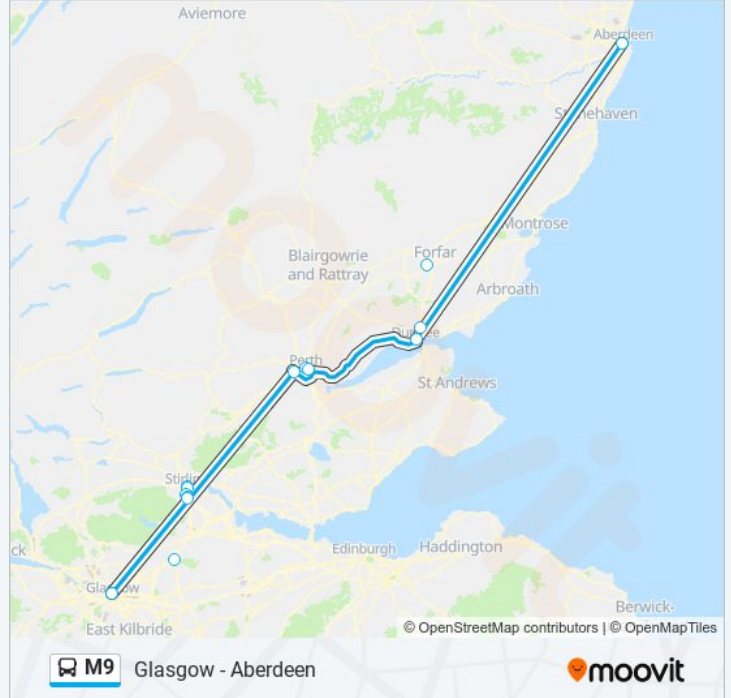 Aviemore
Aberdeen
Stonehaven
Montrose
Blairgowrie
and Rattray
Forfar
Arbroath
Dundee
Perth
St Andrews
Stirling
ck
Edinburgh
Haddington
Glasgow
East Kilbride
Berwick-
© OpenStreetMap contributors | © OpenMapTiles
M9 Glasgow - Aberdeen
moovit